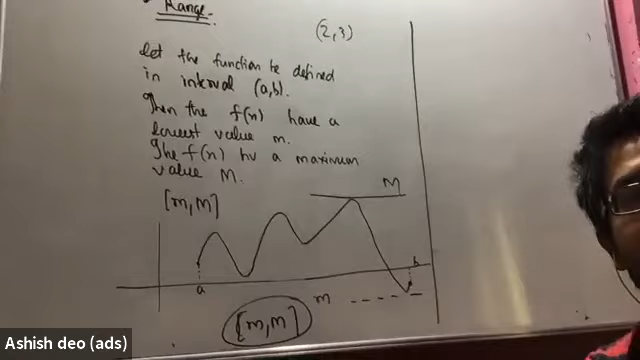 Range.
(2,3)
let the function be defined
in interval (a,b).
Then the f(x) have a
lowest value m.
The f(x) hv a maximum
value M.
[m,M]
M
a
b
m
[m,M]
Ashish deo (ads)